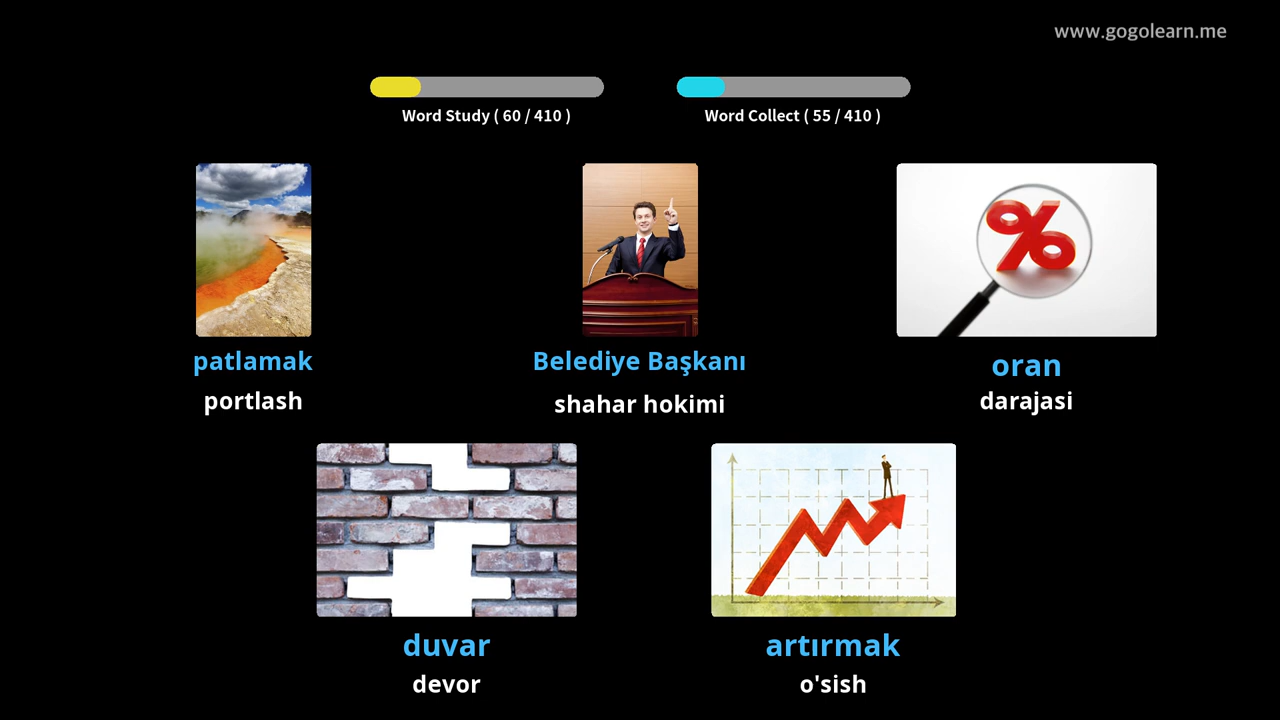 www.gogolearn.me
Word Study ( 60 / 410 )
Word Collect ( 55 / 410 )
patlamak
portlash
Belediye Başkanı
shahar hokimi
oran
darajasi
duvar
devor
artırmak
o'sish